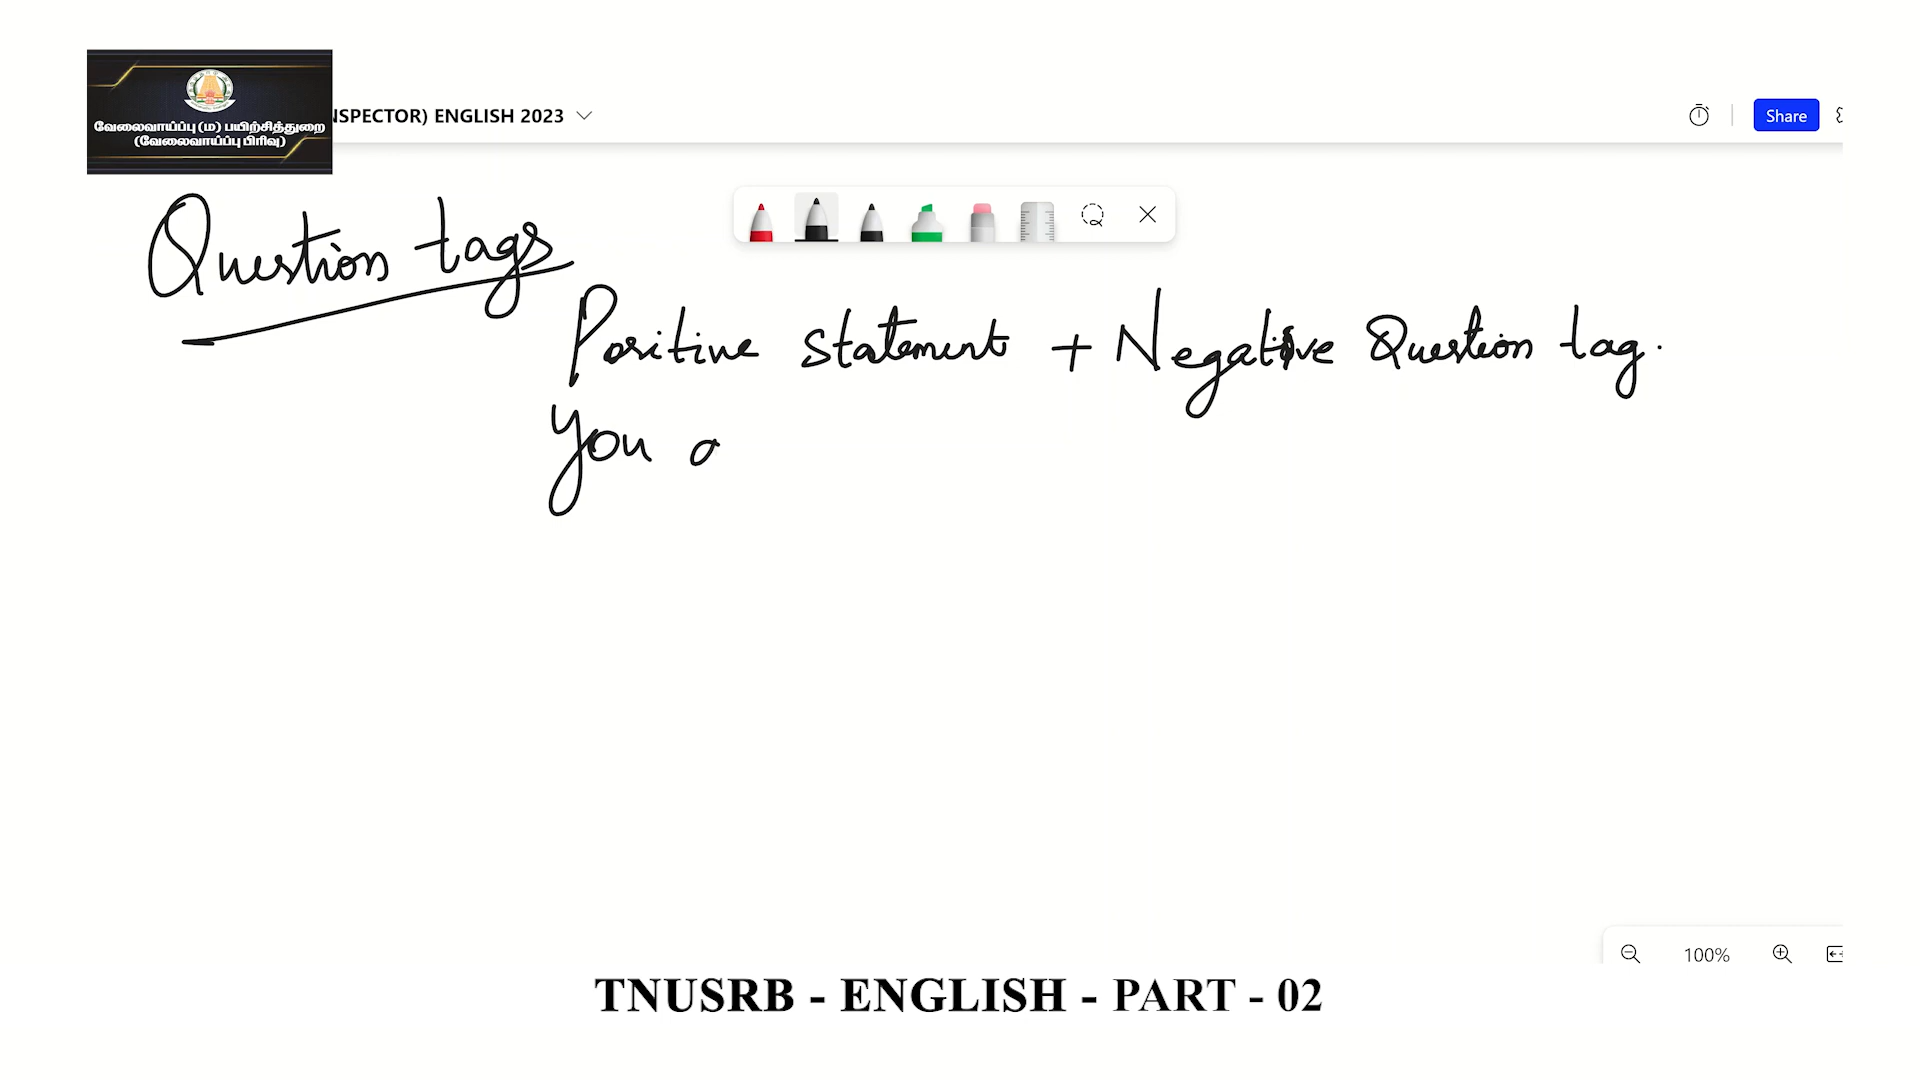 வேலைவாய்ப்பு (ம) பயிற்சித்துறை
(வேலைவாய்ப்பு பிரிவு)
NSPECTOR) ENGLISH 2023
Share
Question tags
Positive statement + Negative Question tag.
You a
100%
TNUSRB - ENGLISH - PART - 02